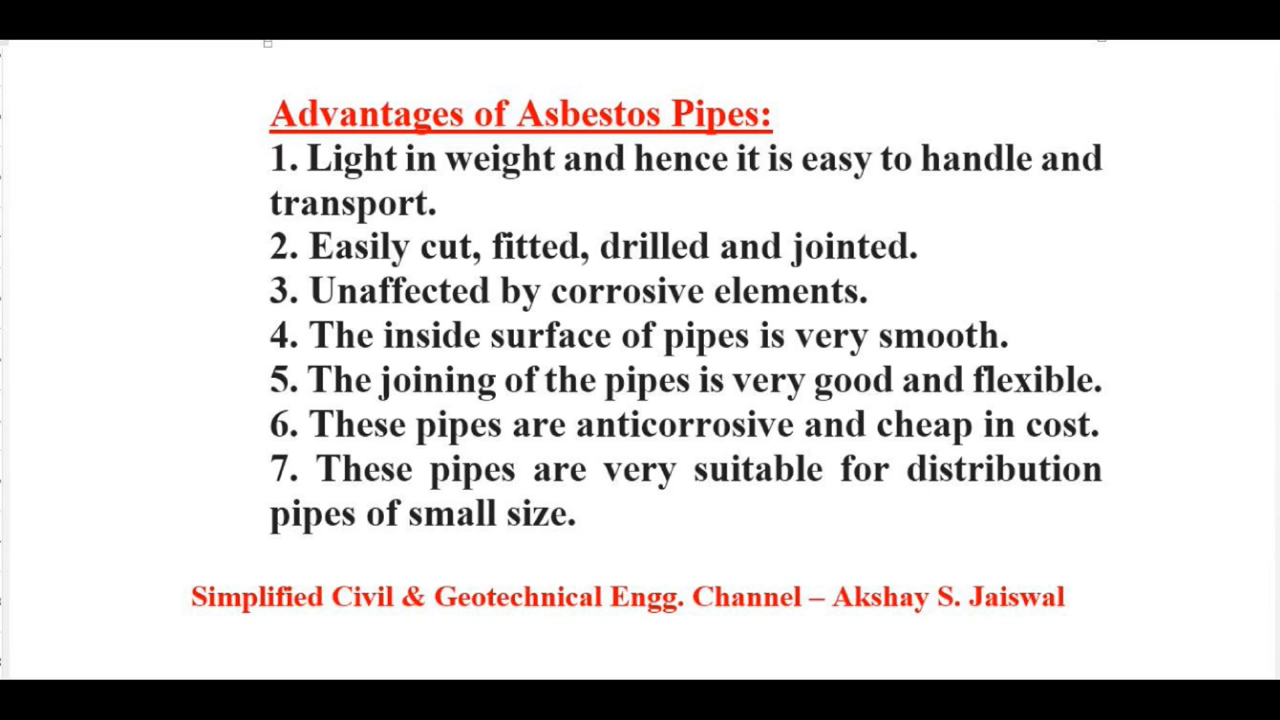 Advantages of Asbestos Pipes:
1. Light in weight and hence it is easy to handle and
transport.
2. Easily cut, fitted, drilled and jointed.
3. Unaffected by corrosive elements.
4. The inside surface of pipes is very smooth.
5. The joining of the pipes is very good and flexible.
6. These pipes are anticorrosive and cheap in cost.
7. These pipes are very suitable for distribution
pipes of small size.
Simplified Civil & Geotechnical Engg. Channel – Akshay S. Jaiswal